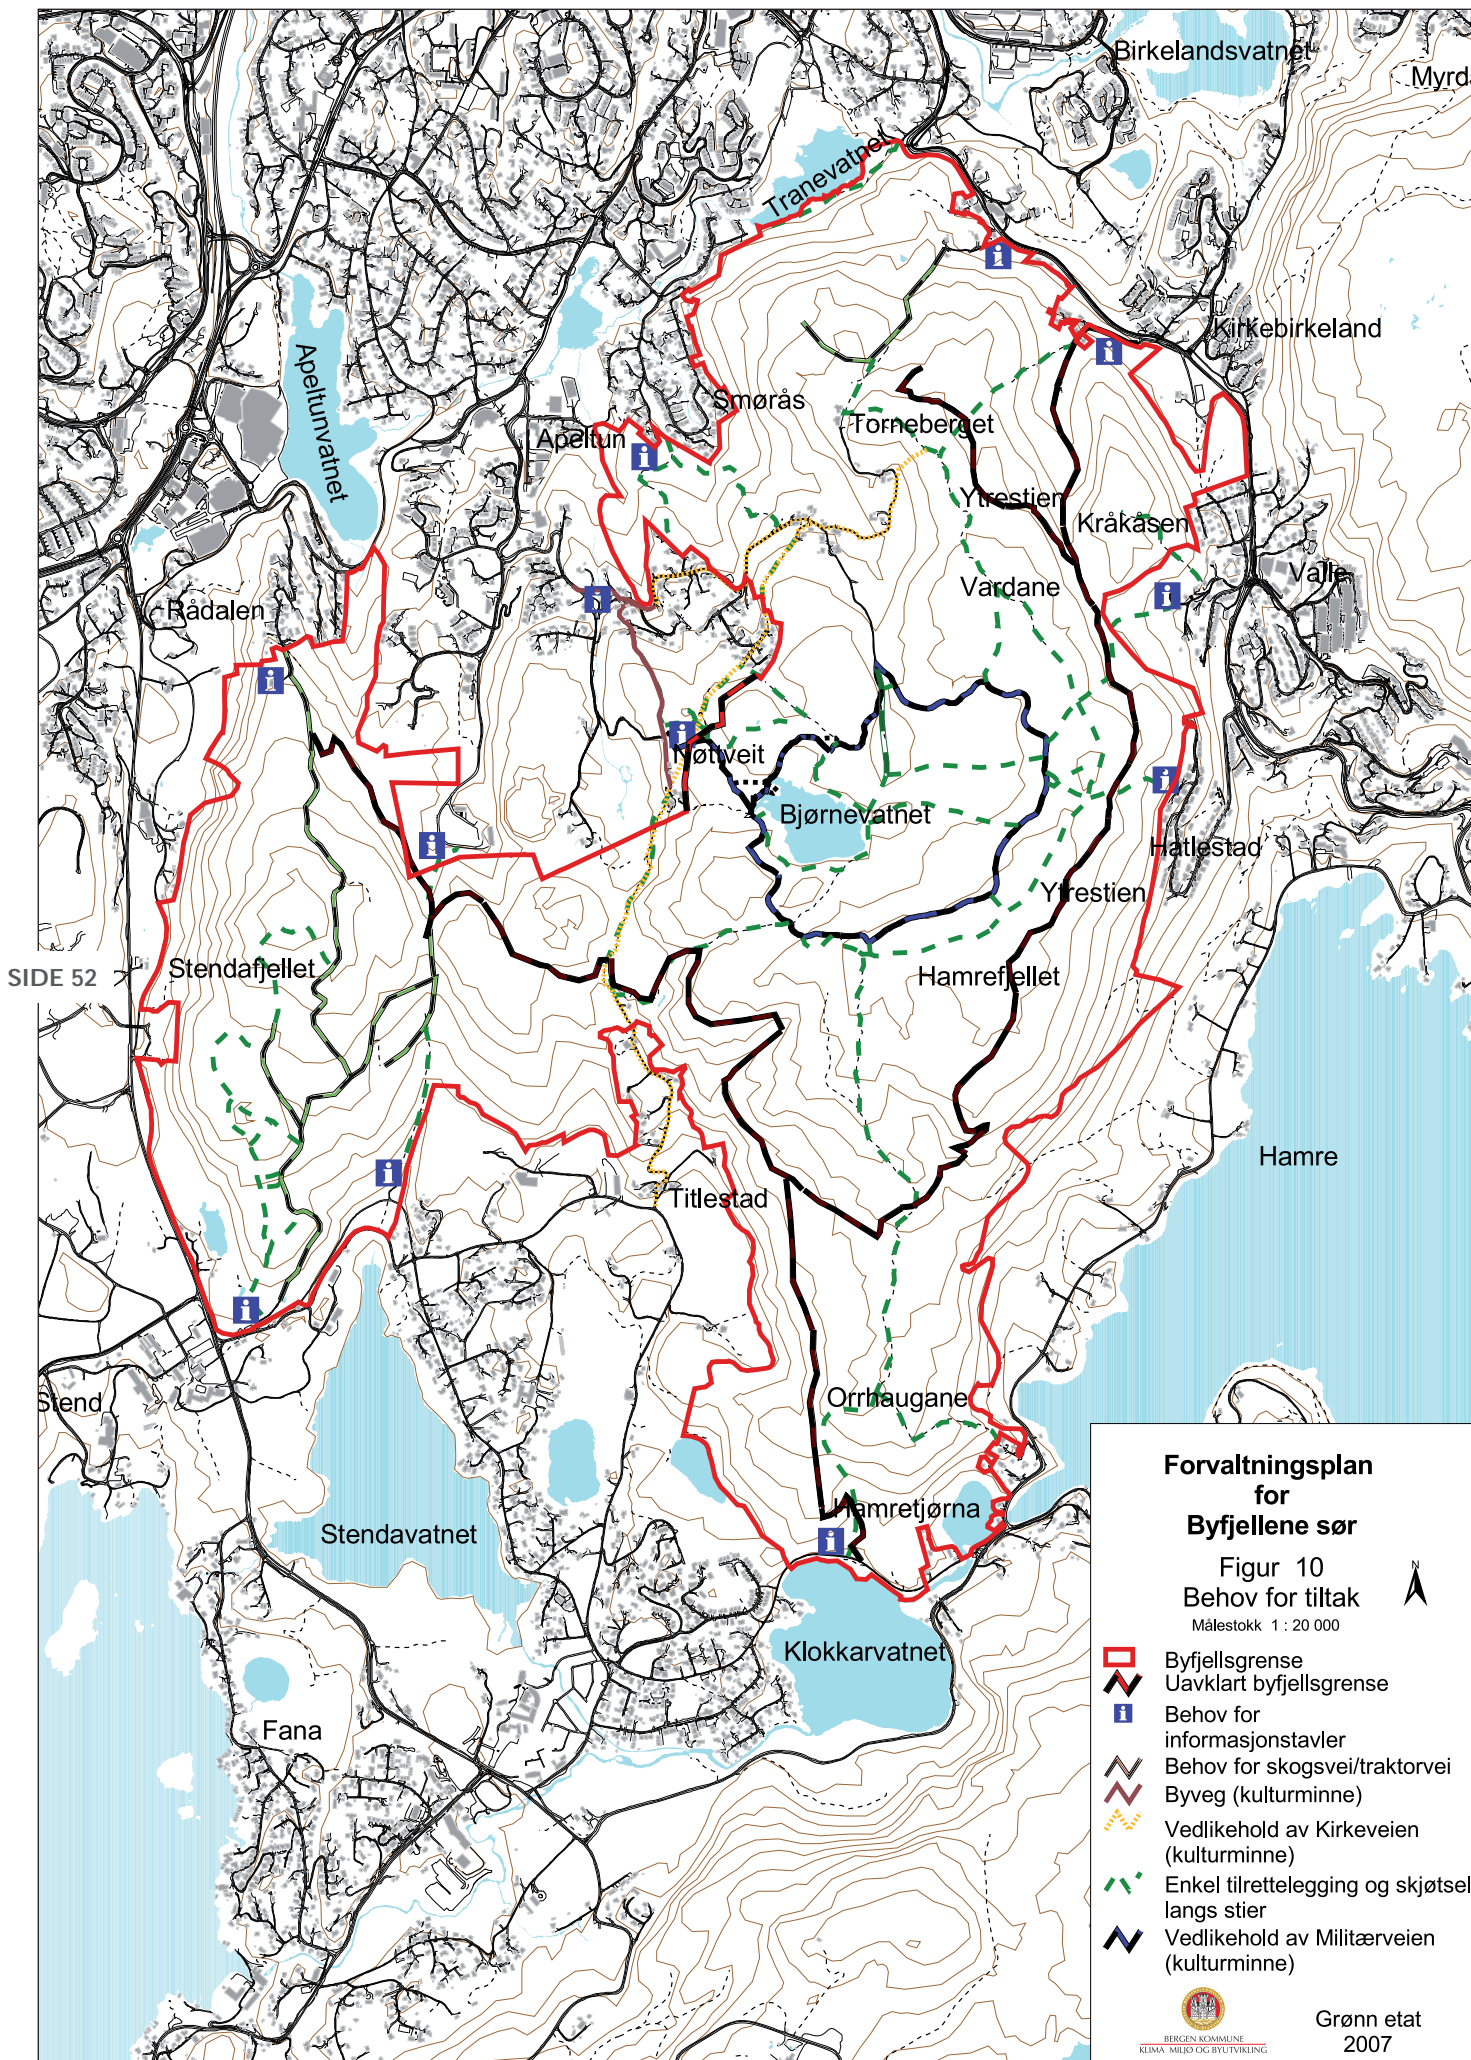 Birkelandsvatnet
Myrd
Tranevatnet
Kirkebirkeland
Apeltunvatnet
Smørås
Torneberget
Apeltun
Ytrestien
Kråkåsen
Valle
Rådalen
Vardane
Nøttveit
Bjørnevatnet
Hatlestad
Ytrestien
Stendafjellet
SIDE 52
Hamrefjellet
Hamre
Titlestad
Stend
Orrhaugane
Hamretjørna
Stendavatnet
Klokkarvatnet
Fana
Forvaltningsplan
for
Byfjellene sør
Figur 10
Behov for tiltak
Målestokk 1 : 20 000
N
Byfjellsgrense
Uavklart byfjellsgrense
Behov for
informasjonstavler
Behov for skogsvei/traktorvei
Byveg (kulturminne)
Vedlikehold av Kirkeveien
(kulturminne)
Enkel tilrettelegging og skjøtsel
langs stier
Vedlikehold av Militærveien
(kulturminne)
BERGEN KOMMUNE
KLIMA MILJØ OG BYUTVIKLING
Grønn etat
2007